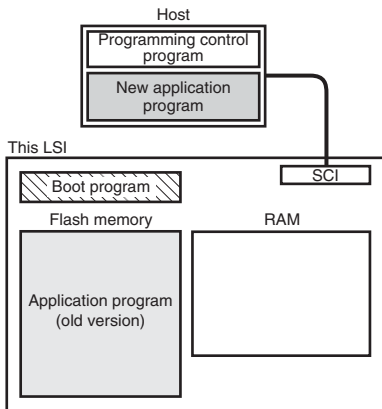 Host
Programming control
program
New application
program
This LSI
SCI
Boot program
Flash memory
RAM
Application program
(old version)